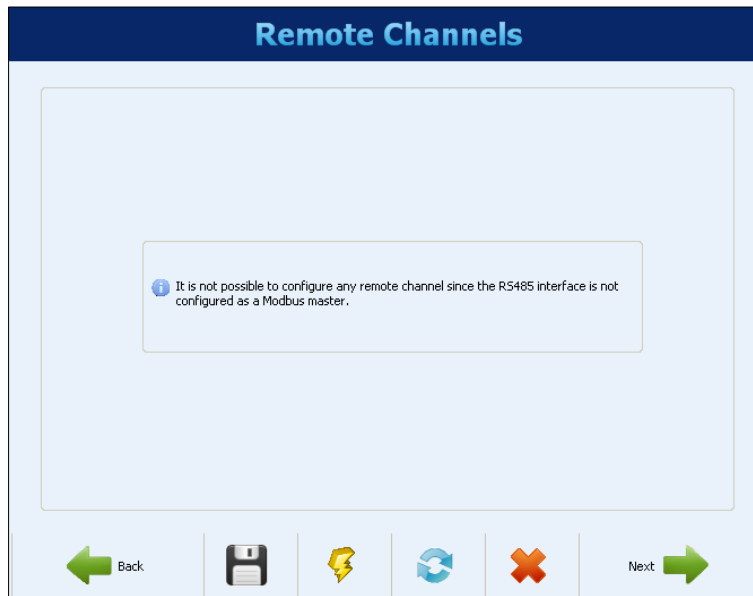 Remote Channels
It is not possible to configure any remote channel since the RS485 interface is not
configured as a Modbus master.
Back
Next